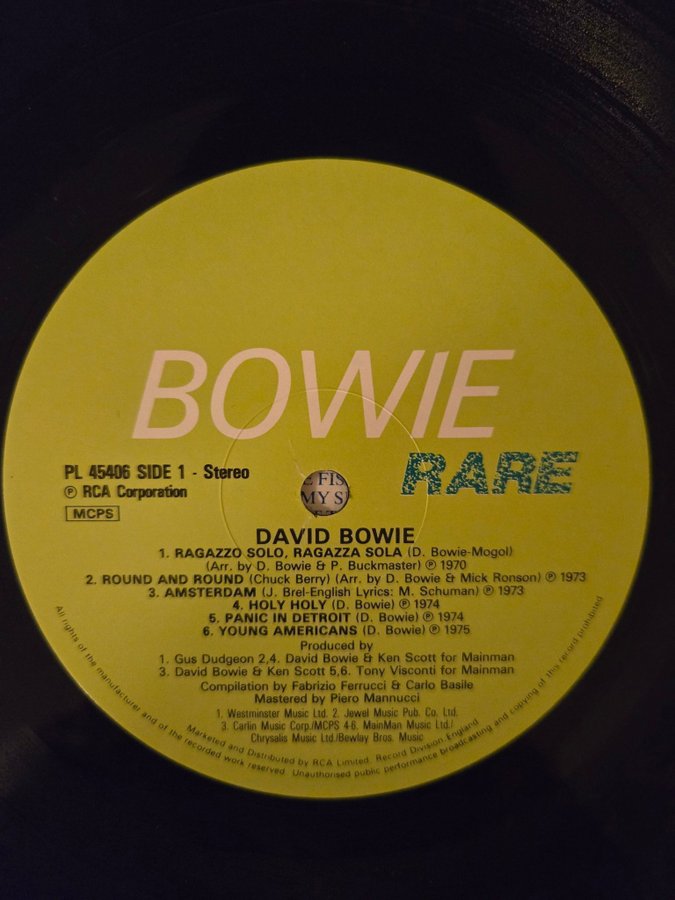 BOWIE
RARE
PL 45406 SIDE 1 - Stereo
℗ RCA Corporation
MCPS
E FIS
MY S
DAVID BOWIE
1. RAGAZZO SOLO, RAGAZZA SOLA (D. Bowie-Mogol)
(Arr. by D. Bowie & P. Buckmaster) ℗ 1970
2. ROUND AND ROUND (Chuck Berry) (Arr. by D. Bowie & Mick Ronson) ℗ 1973
3. AMSTERDAM (J. Brel-English Lyrics: M. Schuman) ℗ 1973
4. HOLY HOLY (D. Bowie) ℗ 1974
5. PANIC IN DETROIT (D. Bowie) ℗ 1974
6. YOUNG AMERICANS (D. Bowie) ℗ 1975
Produced by
1. Gus Dudgeon 2,4. David Bowie & Ken Scott for Mainman
3. David Bowie & Ken Scott 5,6. Tony Visconti for Mainman
Compilation by Fabrizio Ferrucci & Carlo Basile
Mastered by Piero Mannucci
1. Westminster Music Ltd. 2. Jewel Music Pub. Co. Ltd.
3. Carlin Music Corp./MCPS 4-6. MainMan Music Ltd./
Chrysalis Music Ltd./Bewlay Bros. Music
Marketed and Distributed by RCA Limited. Record Division. England
All rights of the manufacturer and of the recorded work reserved. Unauthorised public performance broadcasting and copying of this record prohibited